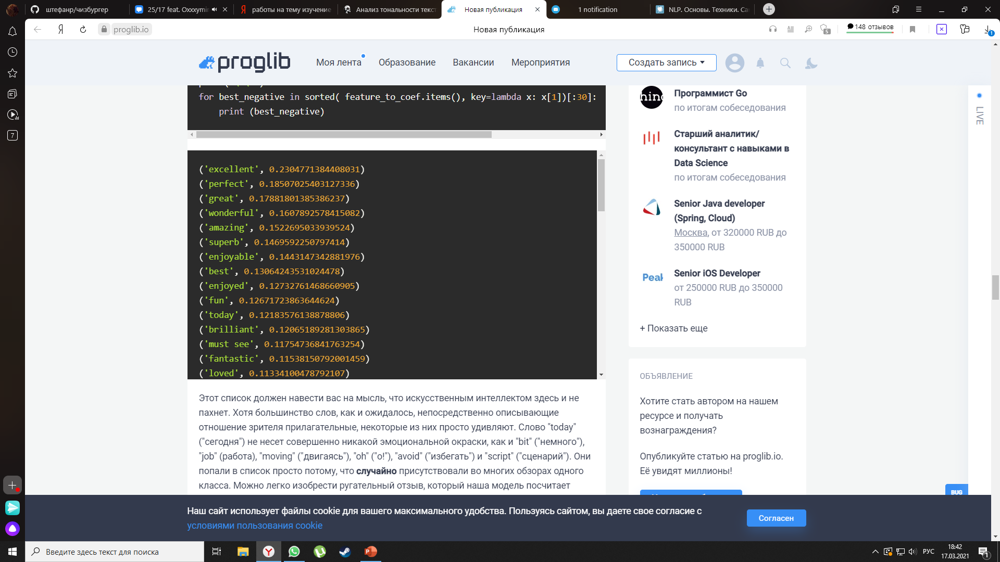 штефанр/чизбургер
25/17 feat. Oxxxymir
работы на тему изучение
Анализ тональности текст
Новая публикация
1 notification
NLP. Основы. Техники. Са
proglib.io
Новая публикация
148 отзывов
5
1
7
proglib
Моя лента
Образование
Вакансии
Мероприятия
Создать запись
for best_negative in sorted( feature_to_coef.items(), key=lambda x: x[1])[:30]:
print (best_negative)
('excellent', 0.2304771384408031)
('perfect', 0.18507025403127336)
('great', 0.17881801385386237)
('wonderful', 0.1607892578415082)
('amazing', 0.1522695033939524)
('superb', 0.1469592250797414)
('enjoyable', 0.1443147342881976)
('best', 0.13064243531024478)
('enjoyed', 0.12732761468660905)
('fun', 0.12671723863644624)
('today', 0.12183576138878806)
('brilliant', 0.12065189281303865)
('must see', 0.11754736841763254)
('fantastic', 0.11538150792001459)
('loved', 0.11334100478792107)
Этот список должен навести вас на мысль, что искусственным интеллектом здесь и не
пахнет. Хотя большинство слов, как и ожидалось, непосредственно описывающие
отношение зрителя прилагательные, некоторые из них просто удивляют. Слово "today"
("сегодня") не несет совершенно никакой эмоциональной окраски, как и "bit" ("немного"),
"job" (работа), "moving" ("двигаясь"), "oh" ("о!"), "avoid" ("избегать") и "script" ("сценарий"). Они
попали в список просто потому, что случайно присутствовали во многих обзорах одного
класса. Можно легко изобрести ругательный отзыв, который наша модель посчитает
Программист Go
по итогам собеседования
Старший аналитик/
консультант с навыками в
Data Science
по итогам собеседования
Senior Java developer
(Spring, Cloud)
Москва, от 320000 RUB до
350000 RUB
Peak
Senior iOS Developer
от 250000 RUB до 350000
RUB
+ Показать еще
ОБЪЯВЛЕНИЕ
Хотите стать автором на нашем
ресурсе и получать
вознаграждения?
Опубликуйте статью на proglib.io.
Её увидят миллионы!
LIVE
BUG
Наш сайт использует файлы cookie для вашего максимального удобства. Пользуясь сайтом, вы даете свое согласие с
условиями пользования cookie
Согласен
Введите здесь текст для поиска
РУС
18:42
17.03.2021
1